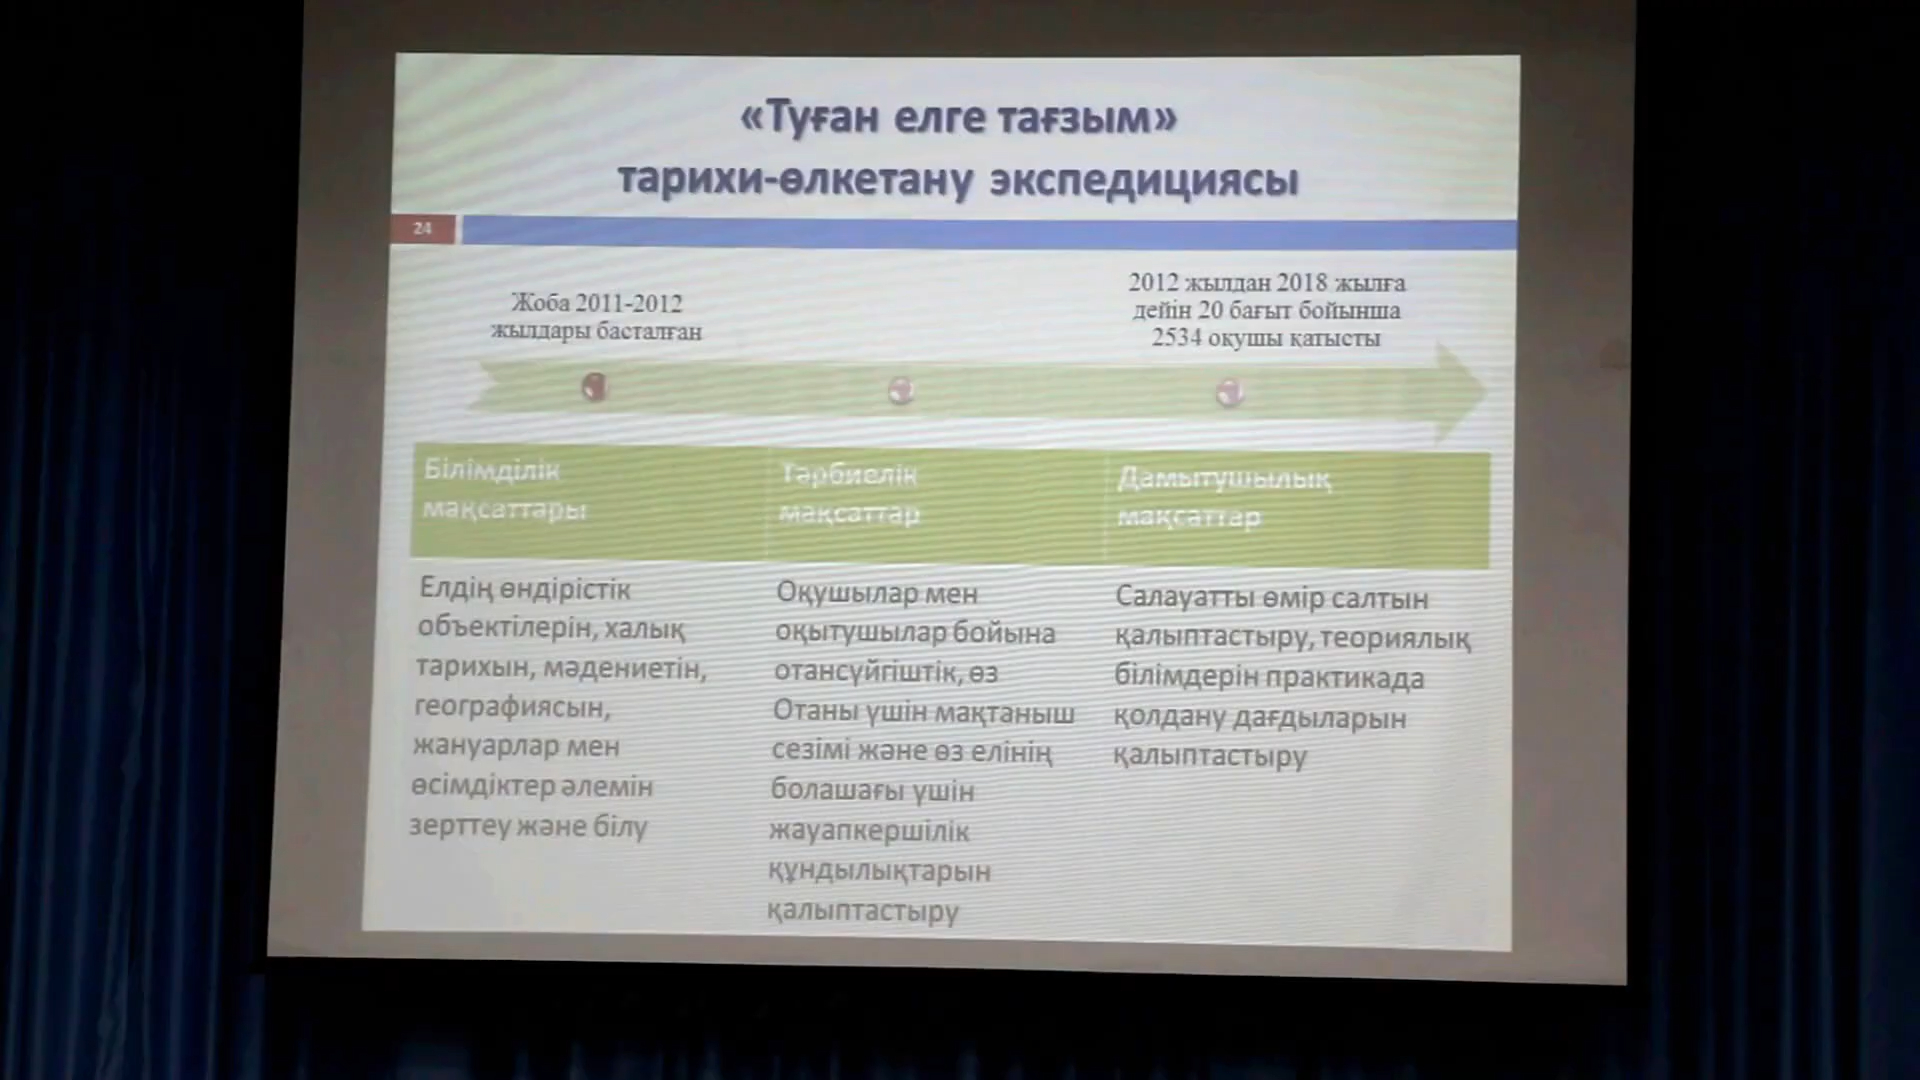 «Туған елге тағзым»
тарихи-өлкетану экспедициясы
24
Жоба 2011-2012
жылдары басталған
2012 жылдан 2018 жылға
дейін 20 бағыт бойынша
2534 оқушы қатысты
Білімділік
мақсаттары
Тәрбиелік
мақсаттар
Дамытушылық
мақсаттар
Елдің өндірістік
объектілерін, халық
тарихын, мәдениетін,
географиясын,
жануарлар мен
өсімдіктер әлемін
зерттеу және білу
Оқушылар мен
оқытушылар бойына
отансүйгіштік, өз
Отаны үшін мақтаныш
сезімі және өз елінің
болашағы үшін
жауапкершілік
құндылықтарын
қалыптастыру
Салауатты өмір салтын
қалыптастыру, теориялық
білімдерін практикада
қолдану дағдыларын
қалыптастыру